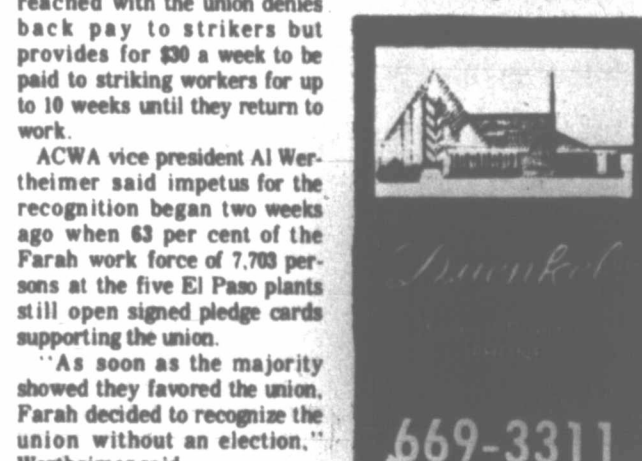 reached with the union denies
back pay to strikers but
provides for $30 a week to be
paid to striking workers for up
to 10 weeks until they return to
work.
ACWA vice president Al Wer-
theimer said impetus for the
recognition began two weeks
ago when 63 per cent of the
Farah work force of 7,703 per-
sons at the five El Paso plants
still open signed pledge cards
supporting the union.
"As soon as the majority
showed they favored the union,
Farah decided to recognize the
union without an election,"
Wertheimer said
Duenkel
669-3311